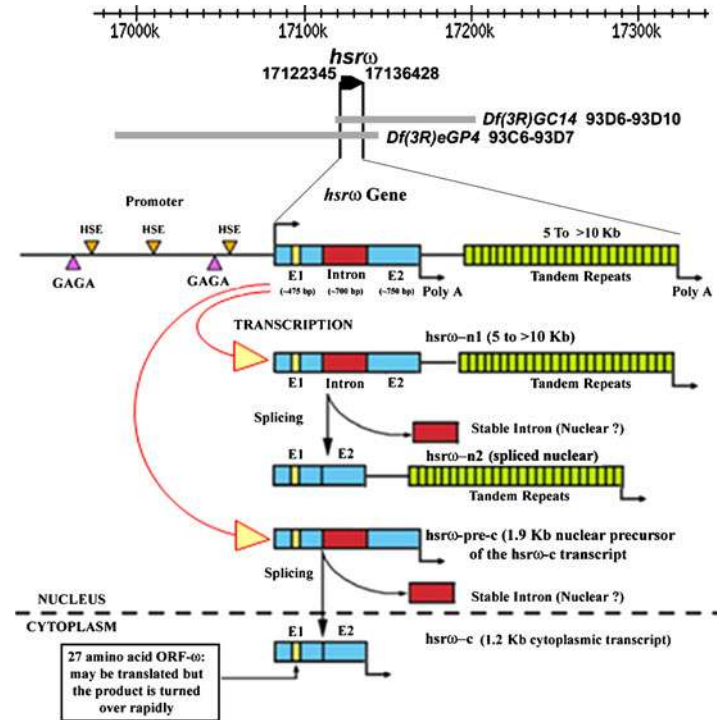 17000k 17100k 17200k 17300k
hsrω
17122345 17136428
Df(3R)GC14 93D6-93D10
Df(3R)eGP4 93C6-93D7
hsrω Gene
Promoter
HSE HSE HSE
5 To >10 Kb
GAGA GAGA
E1 Intron E2
(~475 bp) (~700 bp) (~750 bp)
Poly A
Tandem Repeats
Poly A
TRANSCRIPTION
hsrω–n1 (5 to >10 Kb)
E1 Intron E2
Tandem Repeats
Splicing
Stable Intron (Nuclear ?)
E1 E2
hsrω–n2 (spliced nuclear)
Tandem Repeats
hsrω-pre-c (1.9 Kb nuclear precursor
of the hsrω-c transcript
Splicing
Stable Intron (Nuclear ?)
NUCLEUS
CYTOPLASM
E1 E2
hsrω–c (1.2 Kb cytoplasmic transcript)
27 amino acid ORF-ω:
may be translated but
the product is turned
over rapidly